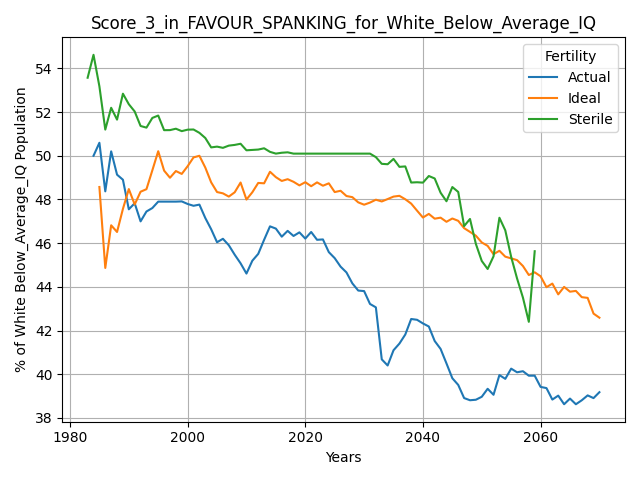 Score_3_in_FAVOUR_SPANKING_for_White_Below_Average_IQ
% of White Below_Average_IQ Population
54
52
50
48
46
44
42
40
38
1980
2000
2020
2040
2060
Years
Fertility
Actual
Ideal
Sterile